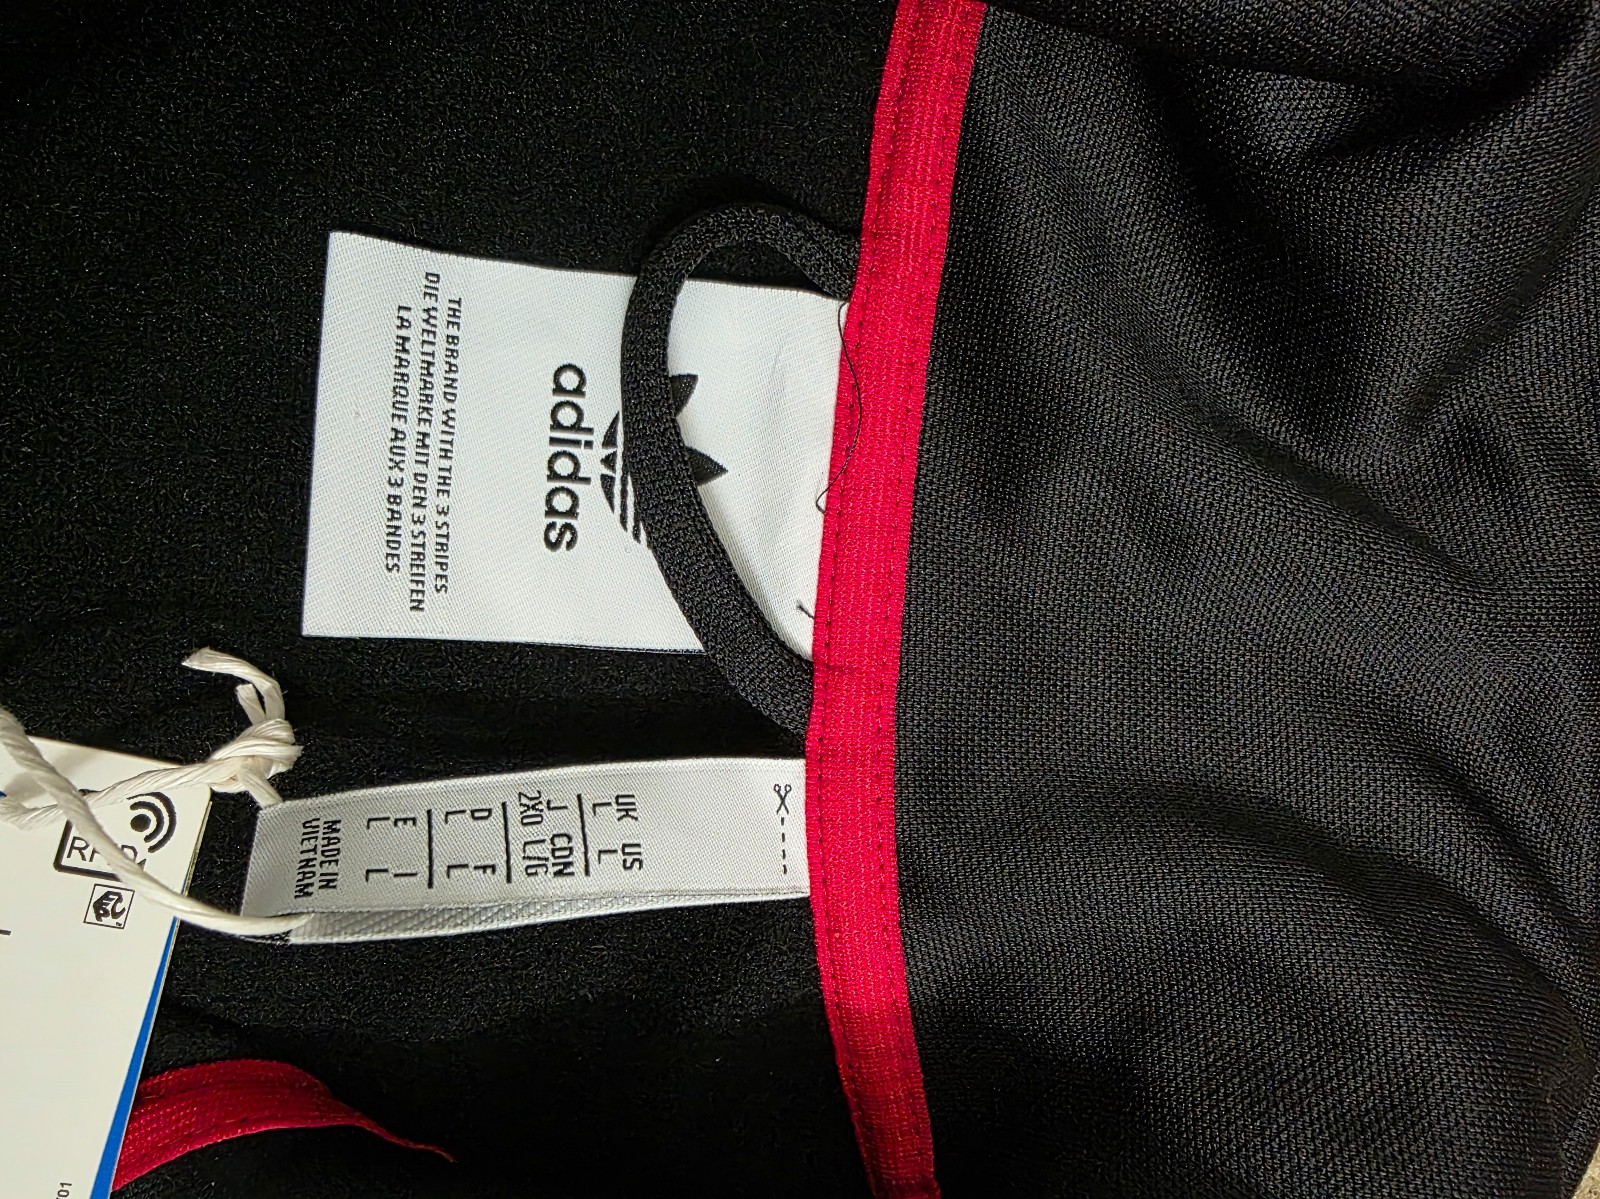 adidas
THE BRAND WITH THE 3 STRIPES
DIE WELTMARKE MIT DEN 3 STREIFEN
LA MARQUE AUX 3 BANDES
UK US
L L
J CDN
2XO L/G
D F
L L
E I
L L
MADE IN
VIETNAM